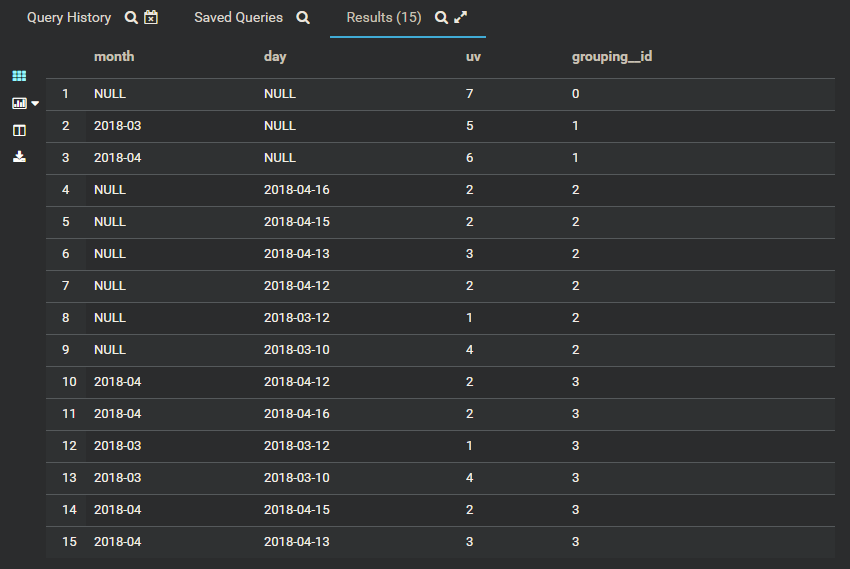 Query History Saved Queries Results (15)
month day uv grouping__id
1 NULL NULL 7 0
2 2018-03 NULL 5 1
3 2018-04 NULL 6 1
4 NULL 2018-04-16 2 2
5 NULL 2018-04-15 2 2
6 NULL 2018-04-13 3 2
7 NULL 2018-04-12 2 2
8 NULL 2018-03-12 1 2
9 NULL 2018-03-10 4 2
10 2018-04 2018-04-12 2 3
11 2018-04 2018-04-16 2 3
12 2018-03 2018-03-12 1 3
13 2018-03 2018-03-10 4 3
14 2018-04 2018-04-15 2 3
15 2018-04 2018-04-13 3 3